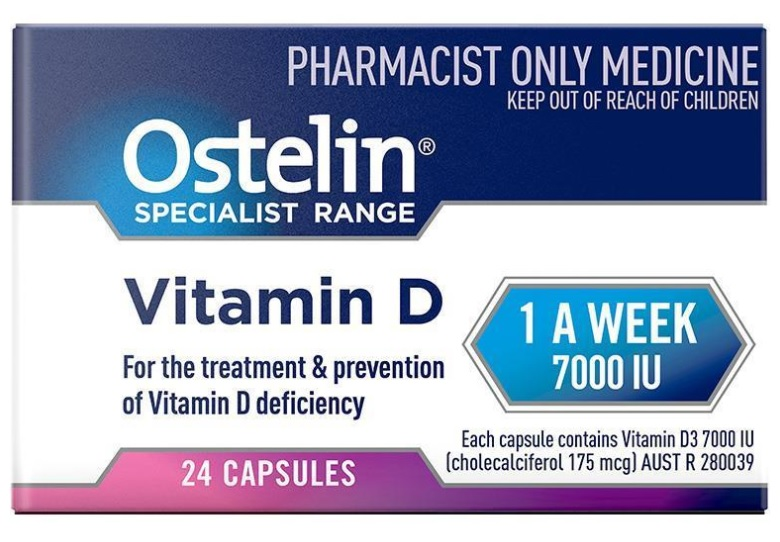 PHARMACIST ONLY MEDICINE
KEEP OUT OF REACH OF CHILDREN
Ostelin®
SPECIALIST RANGE
Vitamin D
For the treatment & prevention
of Vitamin D deficiency
1 A WEEK
7000 IU
Each capsule contains Vitamin D3 7000 IU
(cholecalciferol 175 mcg) AUST R 280039
24 CAPSULES